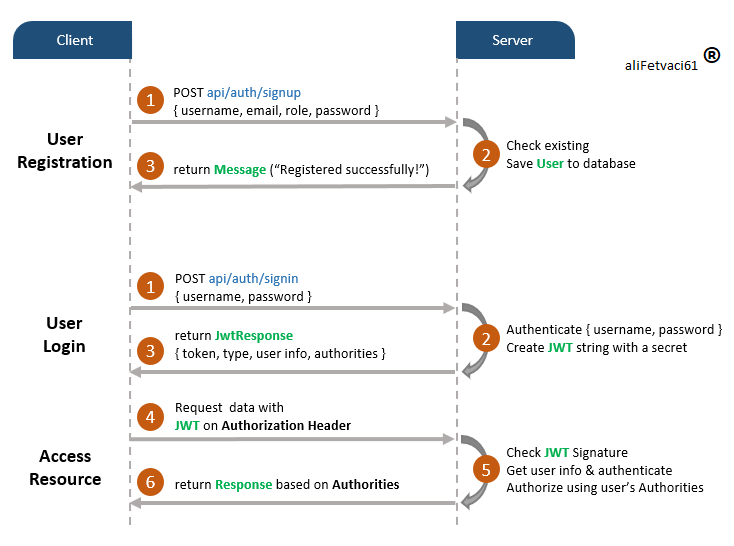 Client
Server
aliFetvaci61 ®
1
POST api/auth/signup
{ username, email, role, password }
User
Registration
2
Check existing
Save User to database
3
return Message (“Registered successfully!”)
1
POST api/auth/signin
{ username, password }
User
Login
2
Authenticate { username, password }
Create JWT string with a secret
3
return JwtResponse
{ token, type, user info, authorities }
4
Request data with
JWT on Authorization Header
Access
Resource
5
Check JWT Signature
Get user info & authenticate
Authorize using user’s Authorities
6
return Response based on Authorities